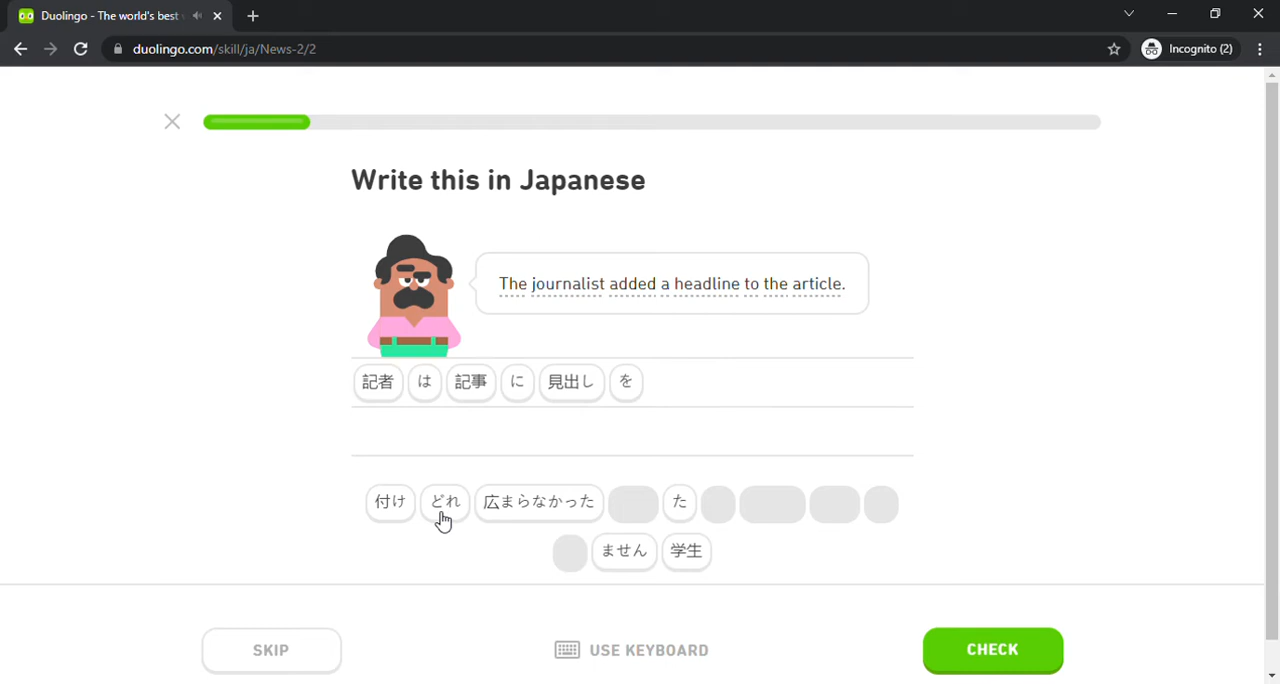 Duolingo - The world's best
duolingo.com/skill/ja/News-2/2
Incognito (2)
Write this in Japanese
The journalist added a headline to the article.
記者 は 記事 に 見出し を
付け どれ 広まらなかった た
ません 学生
SKIP
USE KEYBOARD
CHECK